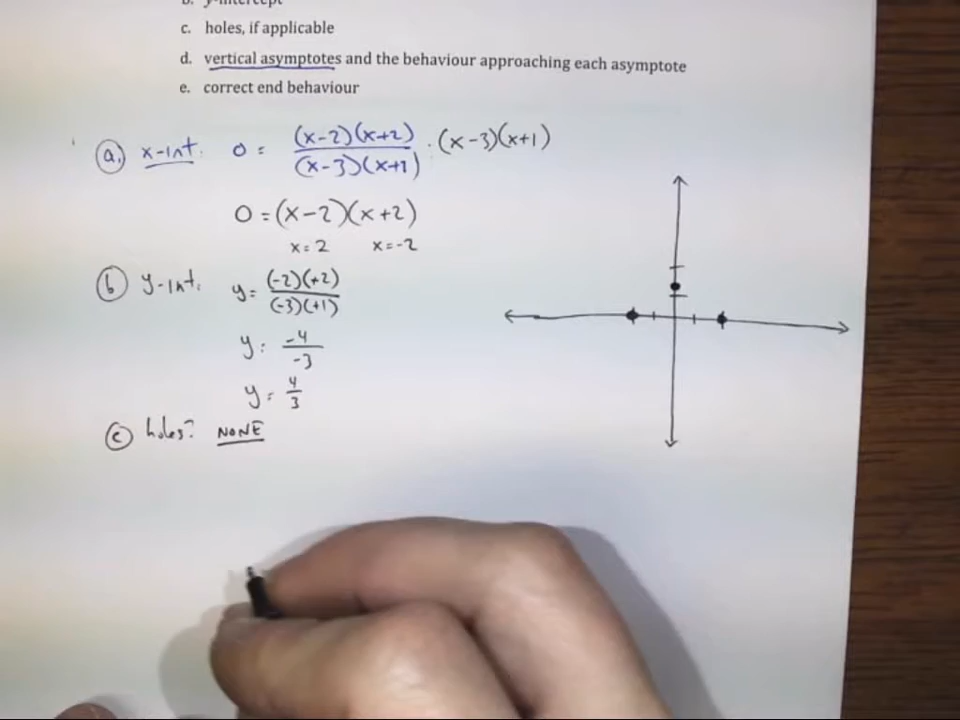 b. y-intercept
c. holes, if applicable
d. vertical asymptotes and the behaviour approaching each asymptote
e. correct end behaviour
a. x-int. 0 = (x-2)(x+2) / (x-3)(x+1) · (x-3)(x+1)
0 = (x-2)(x+2)
x = 2 x = -2
b y-int. y = (-2)(+2) / (-3)(+1)
y = -4 / -3
y = 4 / 3
c holes? NONE